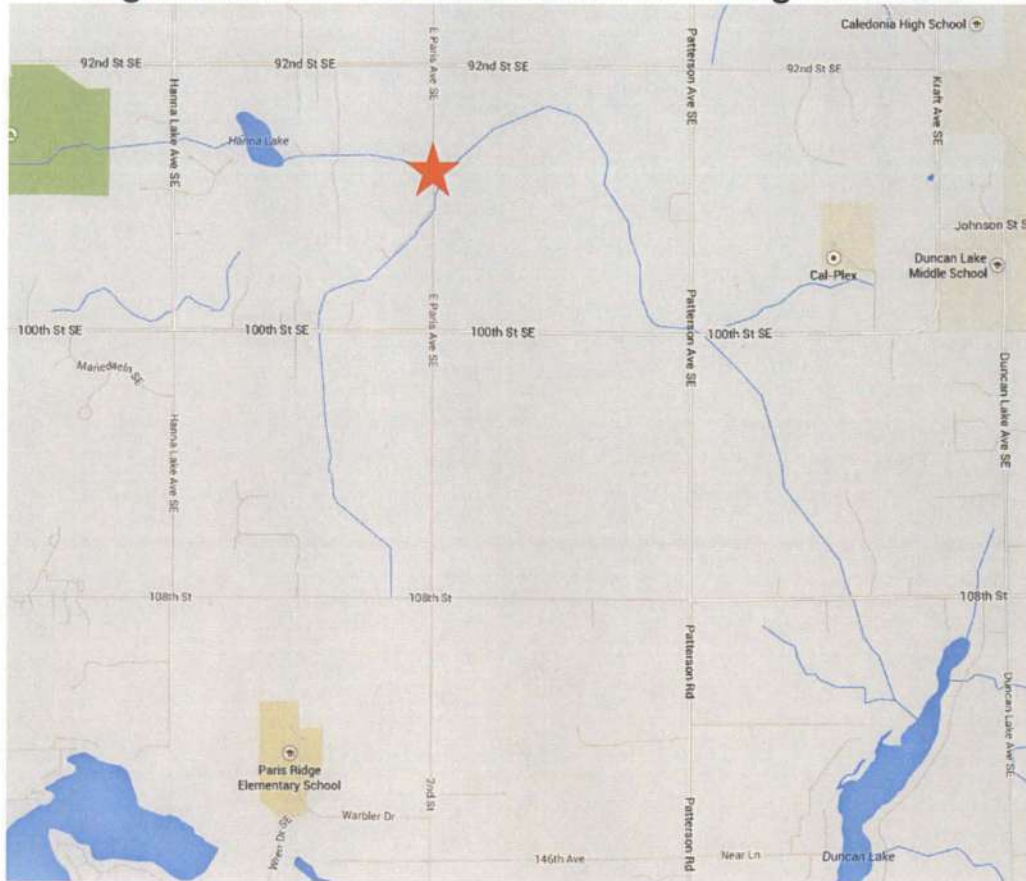 Caledonia High School
92nd St SE
92nd St SE
92nd St SE
92nd St SE
E Paris Ave SE
Patterson Ave SE
Hanna Lake Ave SE
Kraft Ave SE
Hanna Lake
Johnson St S
Duncan Lake
Middle School
Cal-Plex
E Paris Ave SE
Patterson Ave SE
100th St SE
100th St SE
100th St SE
100th St SE
SE
Duncan Lake Ave SE
Hanna Lake Ave SE
108th St
108th St
108th St
Patterson Rd
Duncan Lake Ave SE
Paris Ridge
Elementary School
2nd St
Warbler Dr
Patterson Rd
146th Ave
Near Ln
Duncan Lake